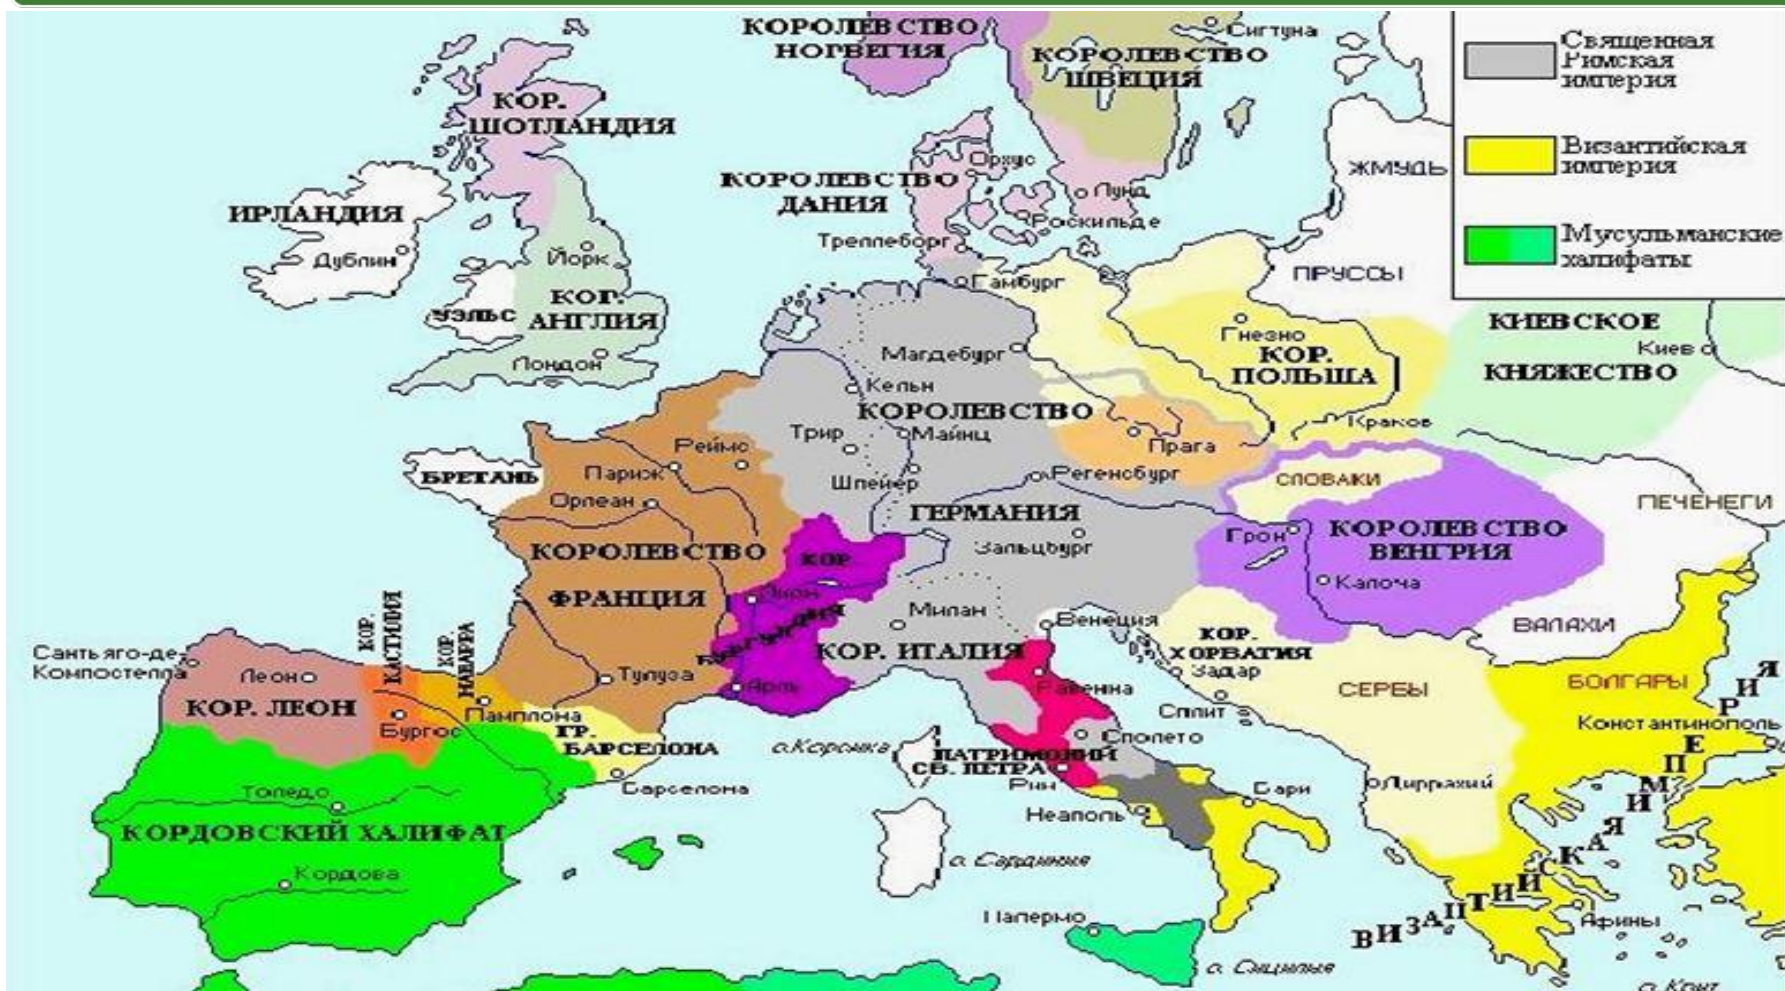 КОРОЛЕВСТВО
НОРВЕГИЯ
КОРОЛЕВСТВО
ШВЕЦИЯ
Сигтуна
Священная
Римская
империя
Византийская
империя
Мусульманские
халифаты
КОР.
ШОТЛАНДИЯ
ИРЛАНДИЯ
Дублин
Йорк
КОР.
АНГЛИЯ
УЭЛЬС
Лондон
КОРОЛЕВСТВО
ДАНИЯ
Орхус
Лунд
Роскильде
Треллеборг
Гамбург
ЖМУДЬ
ПРУССЫ
Гнезно
КОР.
ПОЛЬША
Краков
КИЕВСКОЕ
Киев
КНЯЖЕСТВО
Магдебург
Кельн
КОРОЛЕВСТВО
Трир
Майнц
Прага
Шпейер
Регенсбург
ГЕРМАНИЯ
Зальцбург
Реймс
Париж
БРЕТАНЬ
Орлеан
КОРОЛЕВСТВО
ФРАНЦИЯ
Тулуза
КОР.
БУРГУНДИЯ
Лион
Арль
СЛОВАКИ
Грон
КОРОЛЕВСТВО
ВЕНГРИЯ
Калоча
ПЕЧЕНЕГИ
ВАЛАХИ
Милан
Венеция
КОР. ИТАЛИЯ
Равенна
Сполето
ПАТРИМОНИЙ
СВ. ПЕТРА
Рим
Неаполь
Бари
КОР.
ХОРВАТИЯ
Задар
Сплит
СЕРБЫ
БОЛГАРЫ
Константинополь
Диррахий
Афины
ВИЗАНТИЙСКАЯ ИМПЕРИЯ
Сантьяго-де-
Компостелла
Леон
КОР. ЛЕОН
КОР.
КАСТИЛИЯ
Бургос
КОР.
НАВАРРА
Памплона
ГР.
БАРСЕЛОНА
Барселона
Толедо
КОРДОВСКИЙ ХАЛИФАТ
Кордова
о. Корсика
о. Сардиния
Палермо
о. Сицилия
о. Крит